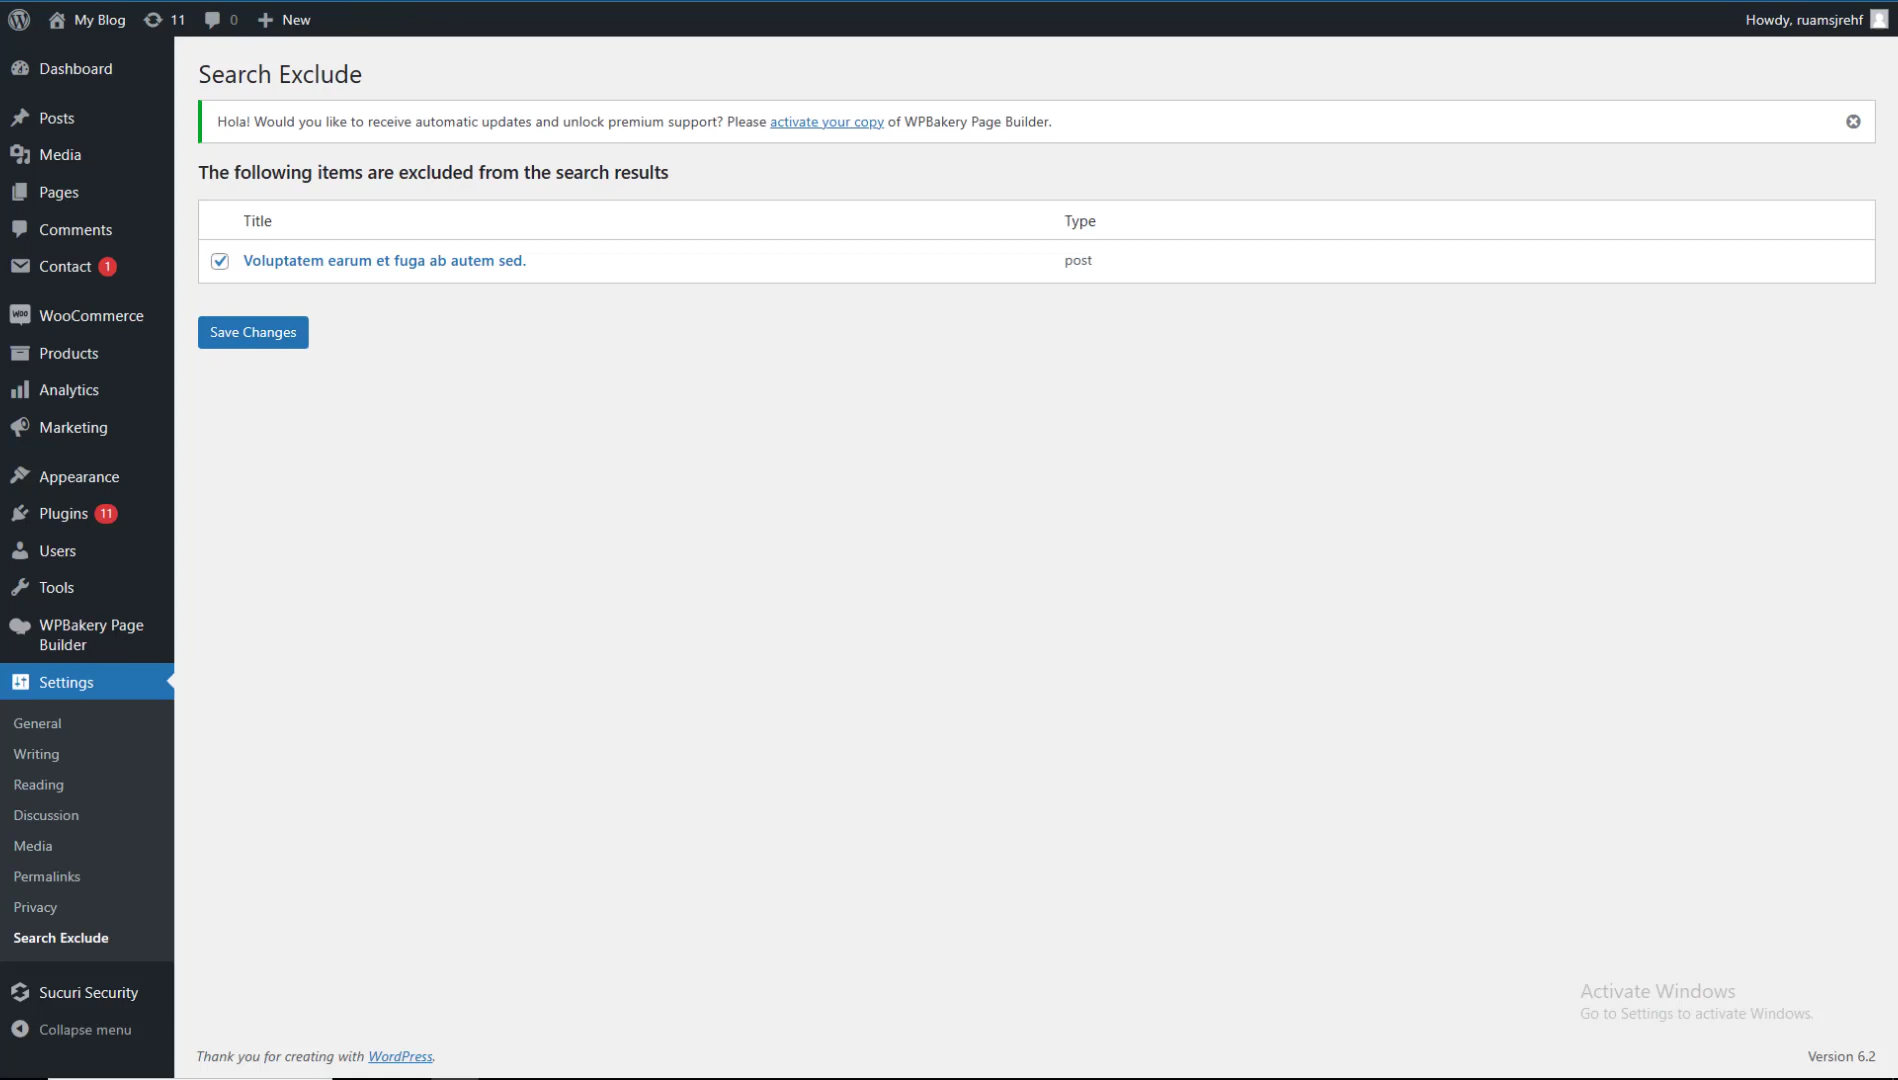 My Blog 11 0 New Howdy, ruamsjrehf
Dashboard
Posts
Media
Pages
Comments
Contact 1
WooCommerce
Products
Analytics
Marketing
Appearance
Plugins 11
Users
Tools
WPBakery Page
Builder
Settings
General
Writing
Reading
Discussion
Media
Permalinks
Privacy
Search Exclude
Sucuri Security
Collapse menu
Search Exclude
Hola! Would you like to receive automatic updates and unlock premium support? Please activate your copy of WPBakery Page Builder.
The following items are excluded from the search results
Title Type
Voluptatem earum et fuga ab autem sed. post
Save Changes
Activate Windows
Go to Settings to activate Windows.
Thank you for creating with WordPress. Version 6.2